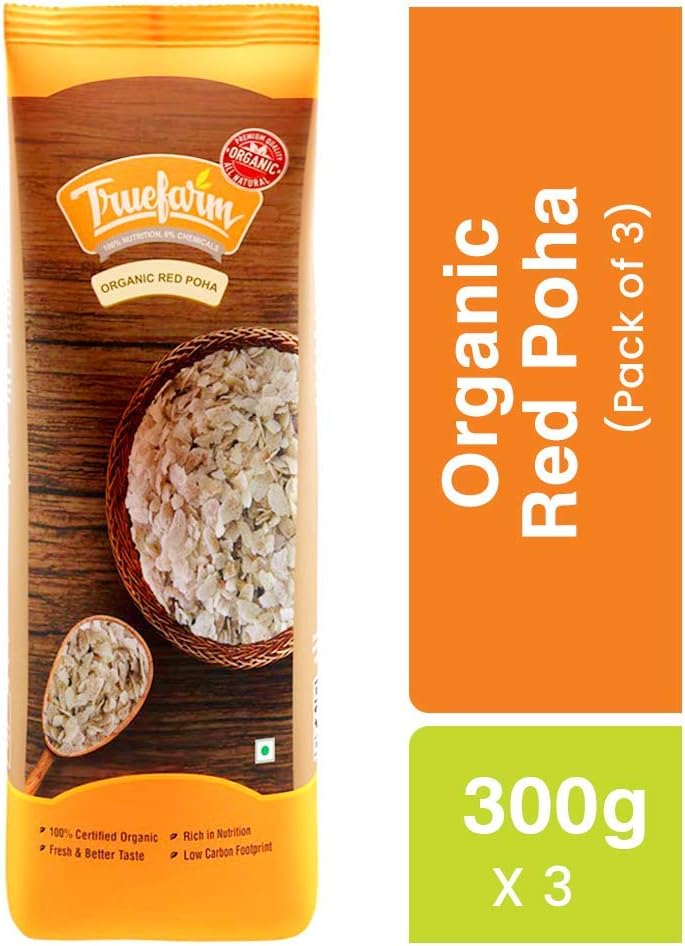 PREMIUM QUALITY
ORGANIC
ALL NATURAL
Truefarm
100% NUTRITION, 0% CHEMICALS
ORGANIC RED POHA
100% Certified Organic
Rich in Nutrition
Fresh & Better Taste
Low Carbon Footprint
Organic
Red Poha
(Pack of 3)
300g
X 3